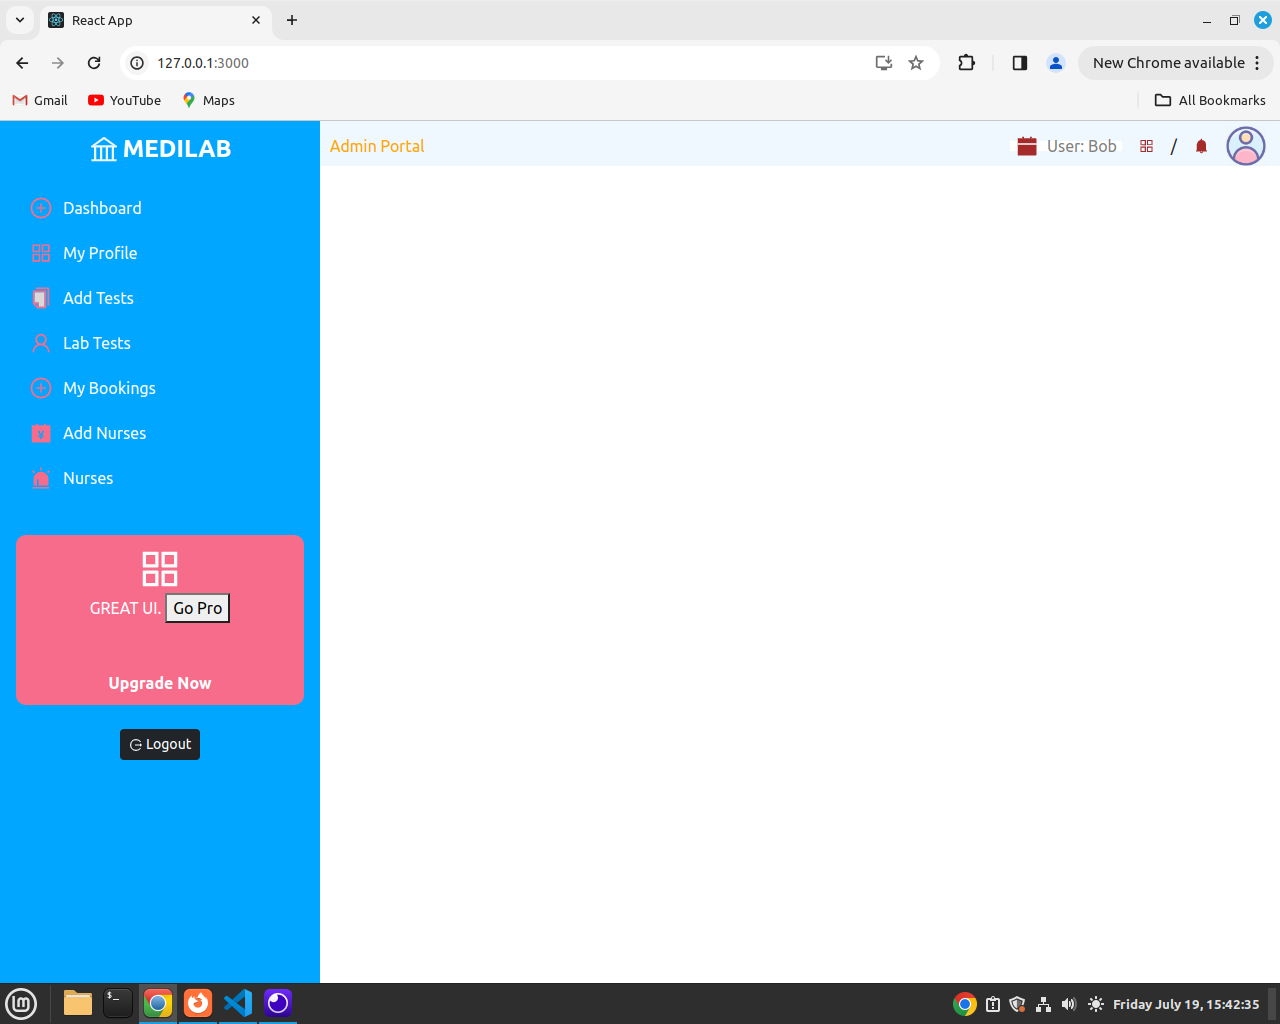 React App
127.0.0.1:3000
New Chrome available
Gmail
YouTube
Maps
All Bookmarks
MEDILAB
Admin Portal
User: Bob
/
Dashboard
My Profile
Add Tests
Lab Tests
My Bookings
Add Nurses
Nurses
GREAT UI. Go Pro
Upgrade Now
Logout
Friday July 19, 15:42:35